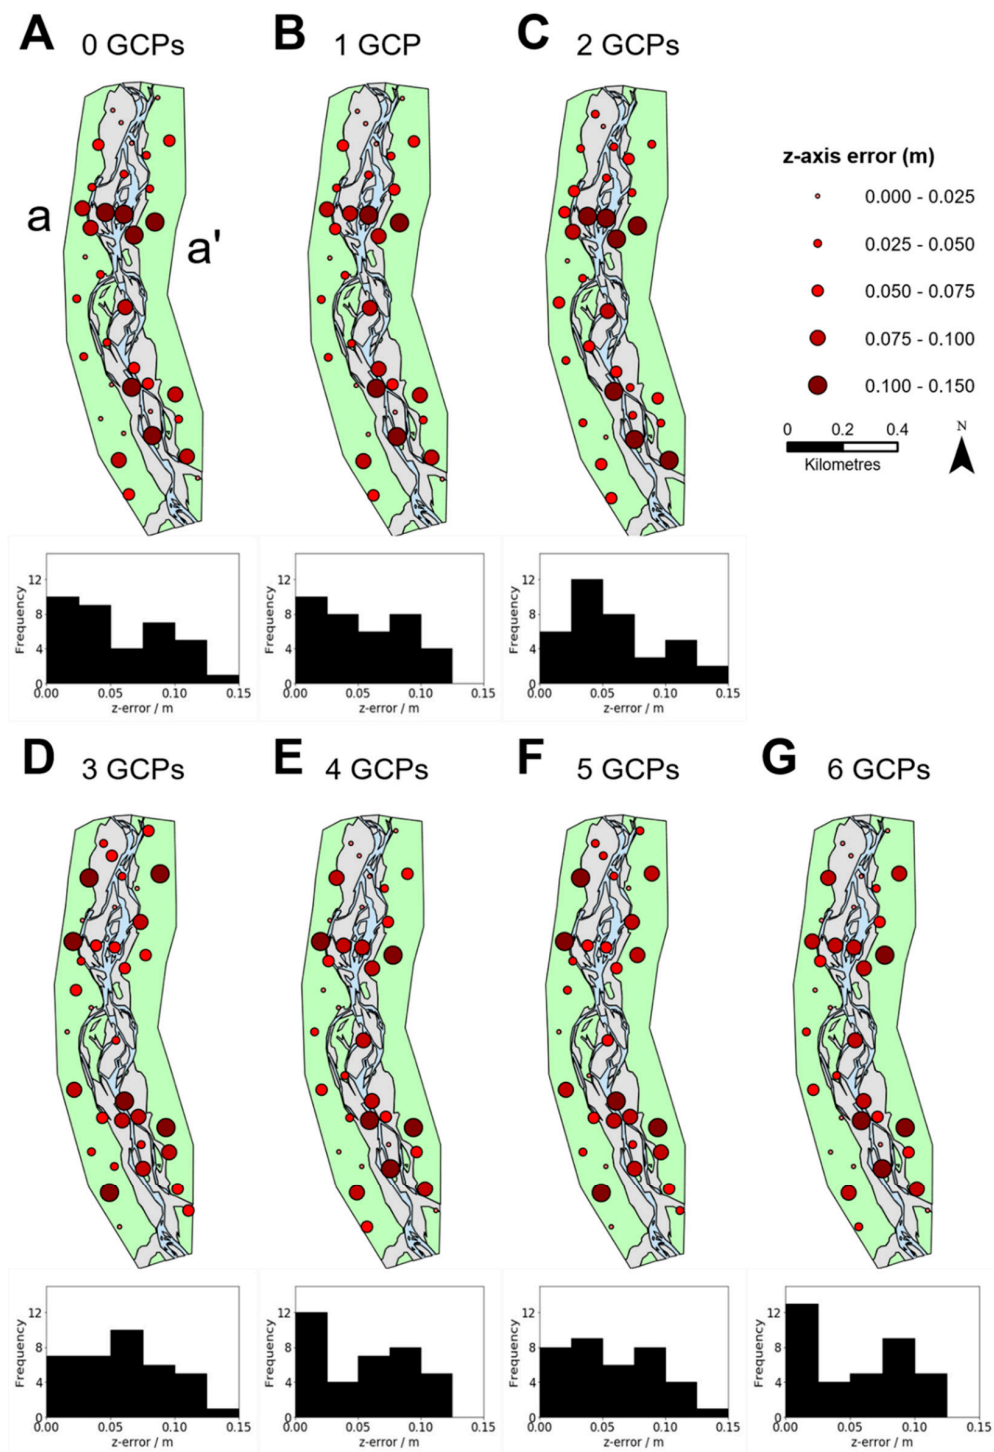 A 0 GCPs
B 1 GCP
C 2 GCPs
a
a'
z-axis error (m)
0.000 - 0.025
0.025 - 0.050
0.050 - 0.075
0.075 - 0.100
0.100 - 0.150
0 0.2 0.4
Kilometres
N
Frequency
12
8
4
0
0.00 0.05 0.10 0.15
z-error / m
Frequency
12
8
4
0
0.00 0.05 0.10 0.15
z-error / m
Frequency
12
8
4
0
0.00 0.05 0.10 0.15
z-error / m
D 3 GCPs
E 4 GCPs
F 5 GCPs
G 6 GCPs
Frequency
12
8
4
0
0.00 0.05 0.10 0.15
z-error / m
Frequency
12
8
4
0
0.00 0.05 0.10 0.15
z-error / m
Frequency
12
8
4
0
0.00 0.05 0.10 0.15
z-error / m
Frequency
12
8
4
0
0.00 0.05 0.10 0.15
z-error / m